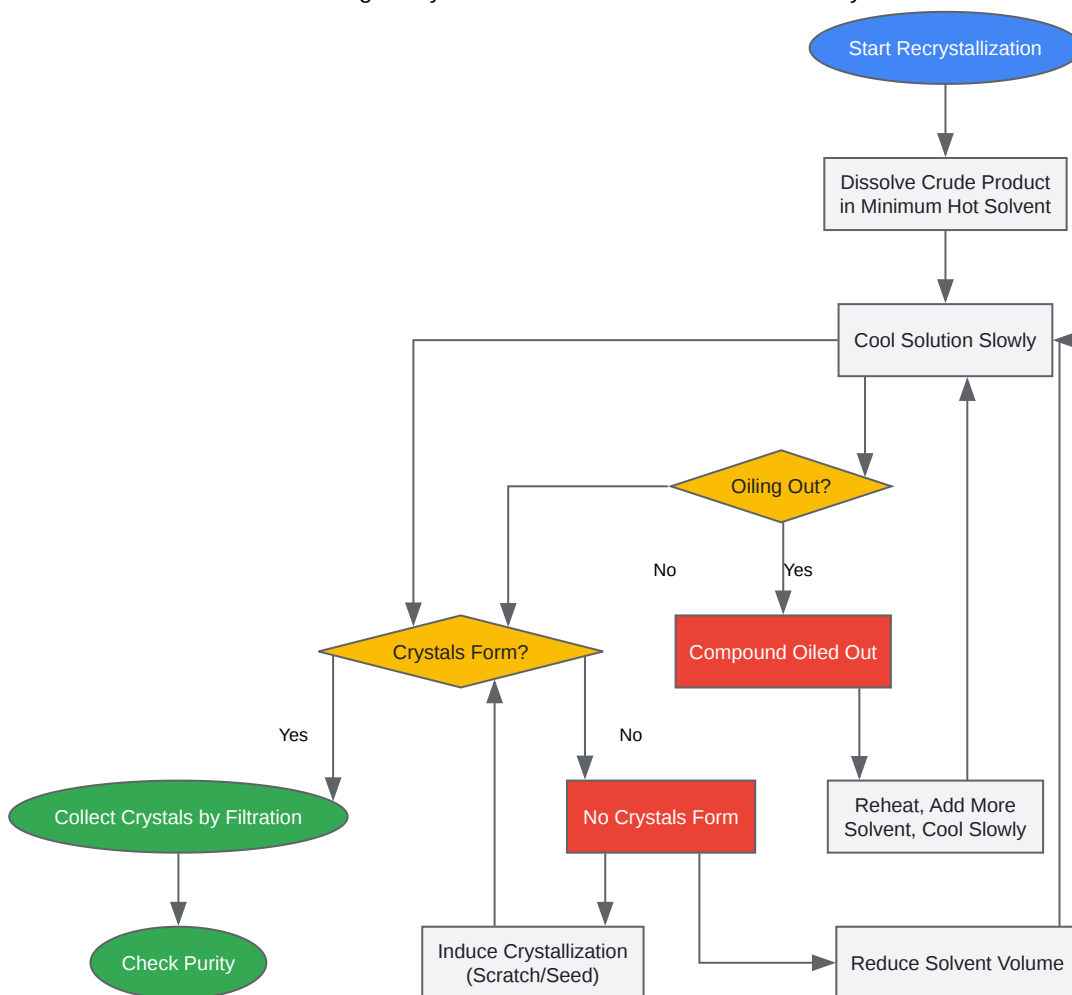 Start Recrystallization
Dissolve Crude Product
in Minimum Hot Solvent
Cool Solution Slowly
Oiling Out?
No
Yes
Crystals Form?
Compound Oiled Out
Yes
No
Collect Crystals by Filtration
No Crystals Form
Reheat, Add More
Solvent, Cool Slowly
Check Purity
Induce Crystallization
(Scratch/Seed)
Reduce Solvent Volume